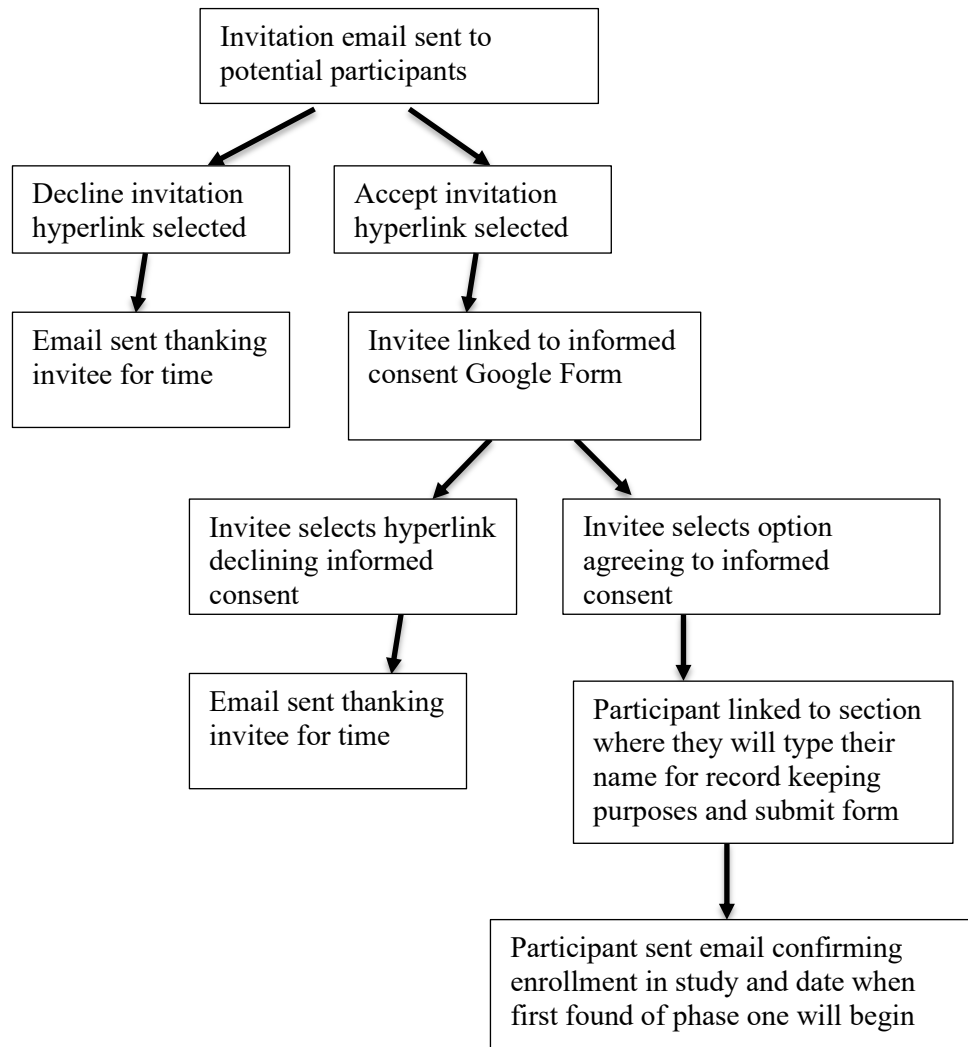 Invitation email sent to
potential participants
Decline invitation
hyperlink selected
Accept invitation
hyperlink selected
Email sent thanking
invitee for time
Invitee linked to informed
consent Google Form
Invitee selects hyperlink
declining informed
consent
Invitee selects option
agreeing to informed
consent
Email sent thanking
invitee for time
Participant linked to section
where they will type their
name for record keeping
purposes and submit form
Participant sent email confirming
enrollment in study and date when
first found of phase one will begin